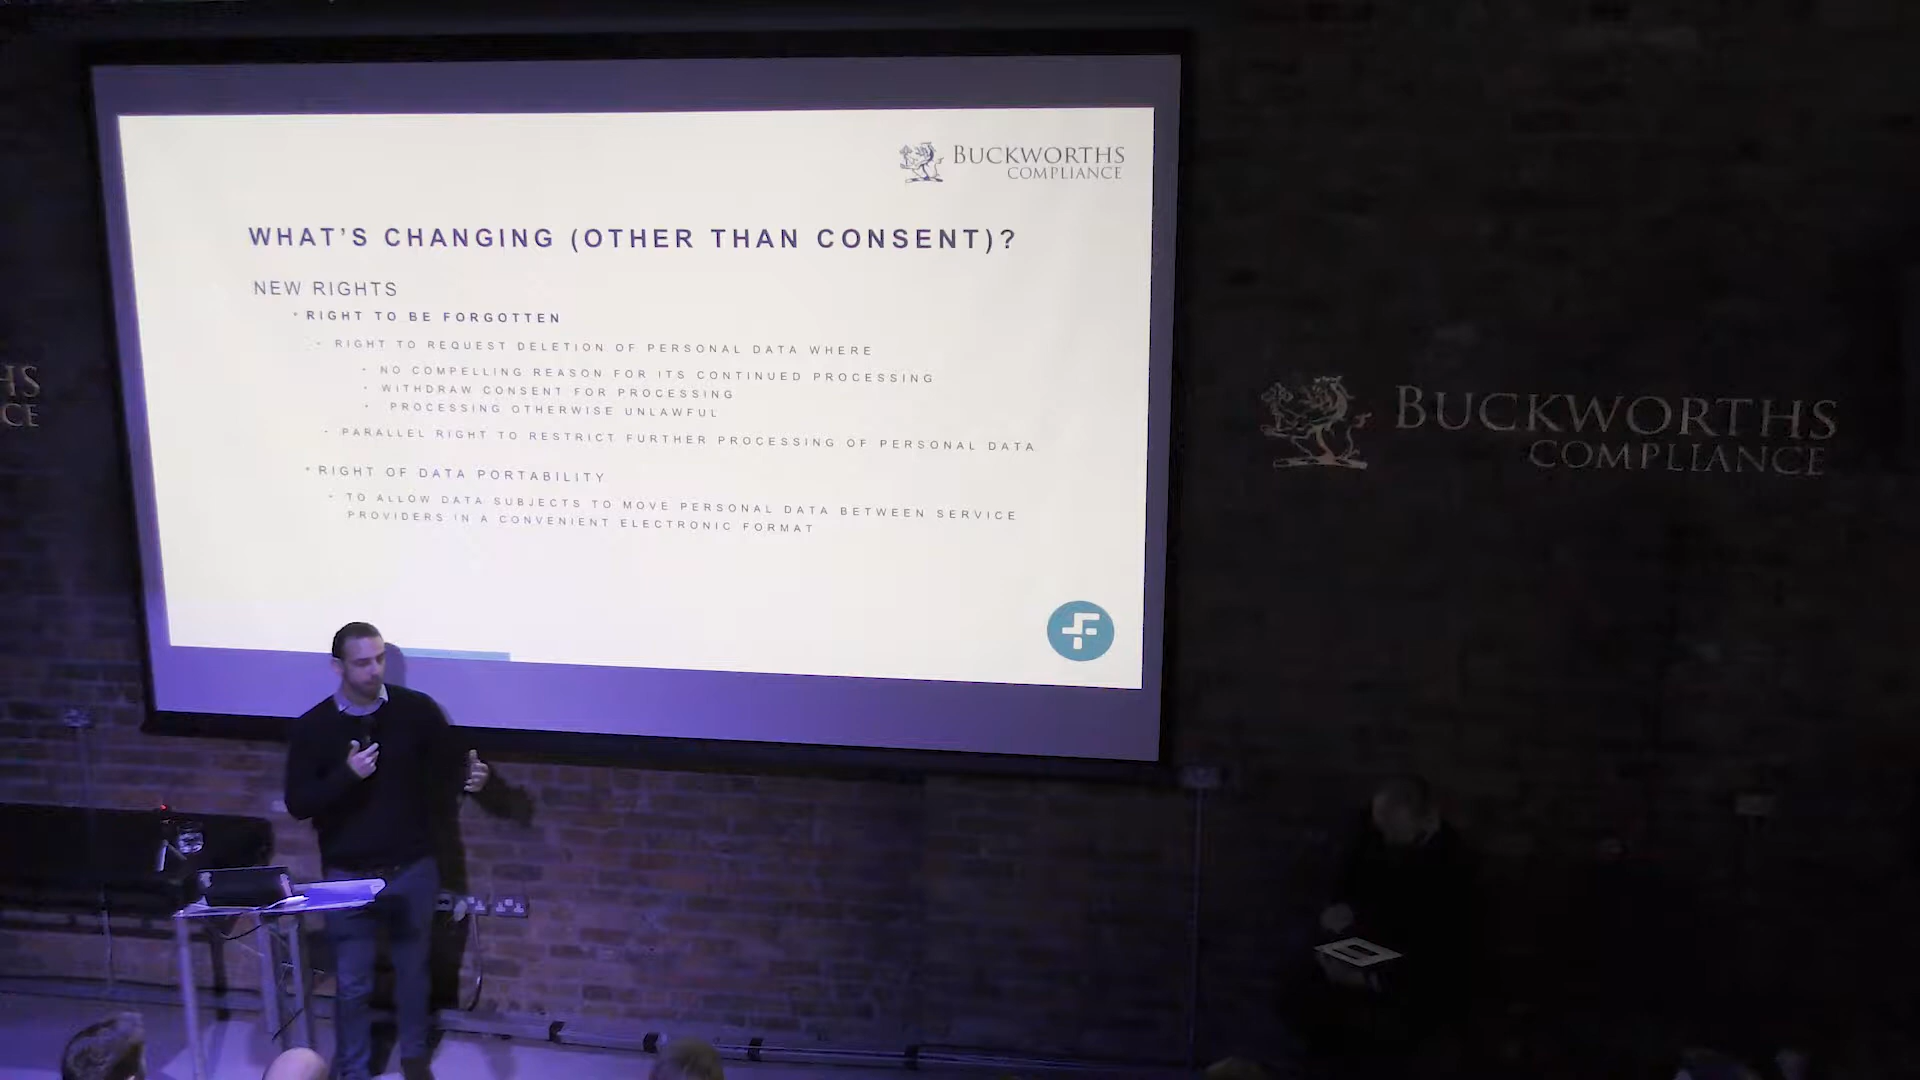 BUCKWORTHS
COMPLIANCE
WHAT'S CHANGING (OTHER THAN CONSENT)?
NEW RIGHTS
• RIGHT TO BE FORGOTTEN
- RIGHT TO REQUEST DELETION OF PERSONAL DATA WHERE
- NO COMPELLING REASON FOR ITS CONTINUED PROCESSING
- WITHDRAW CONSENT FOR PROCESSING
- PROCESSING OTHERWISE UNLAWFUL
- PARALLEL RIGHT TO RESTRICT FURTHER PROCESSING OF PERSONAL DATA
• RIGHT OF DATA PORTABILITY
- TO ALLOW DATA SUBJECTS TO MOVE PERSONAL DATA BETWEEN SERVICE
PROVIDERS IN A CONVENIENT ELECTRONIC FORMAT
HS
CE
BUCKWORTHS
COMPLIANCE